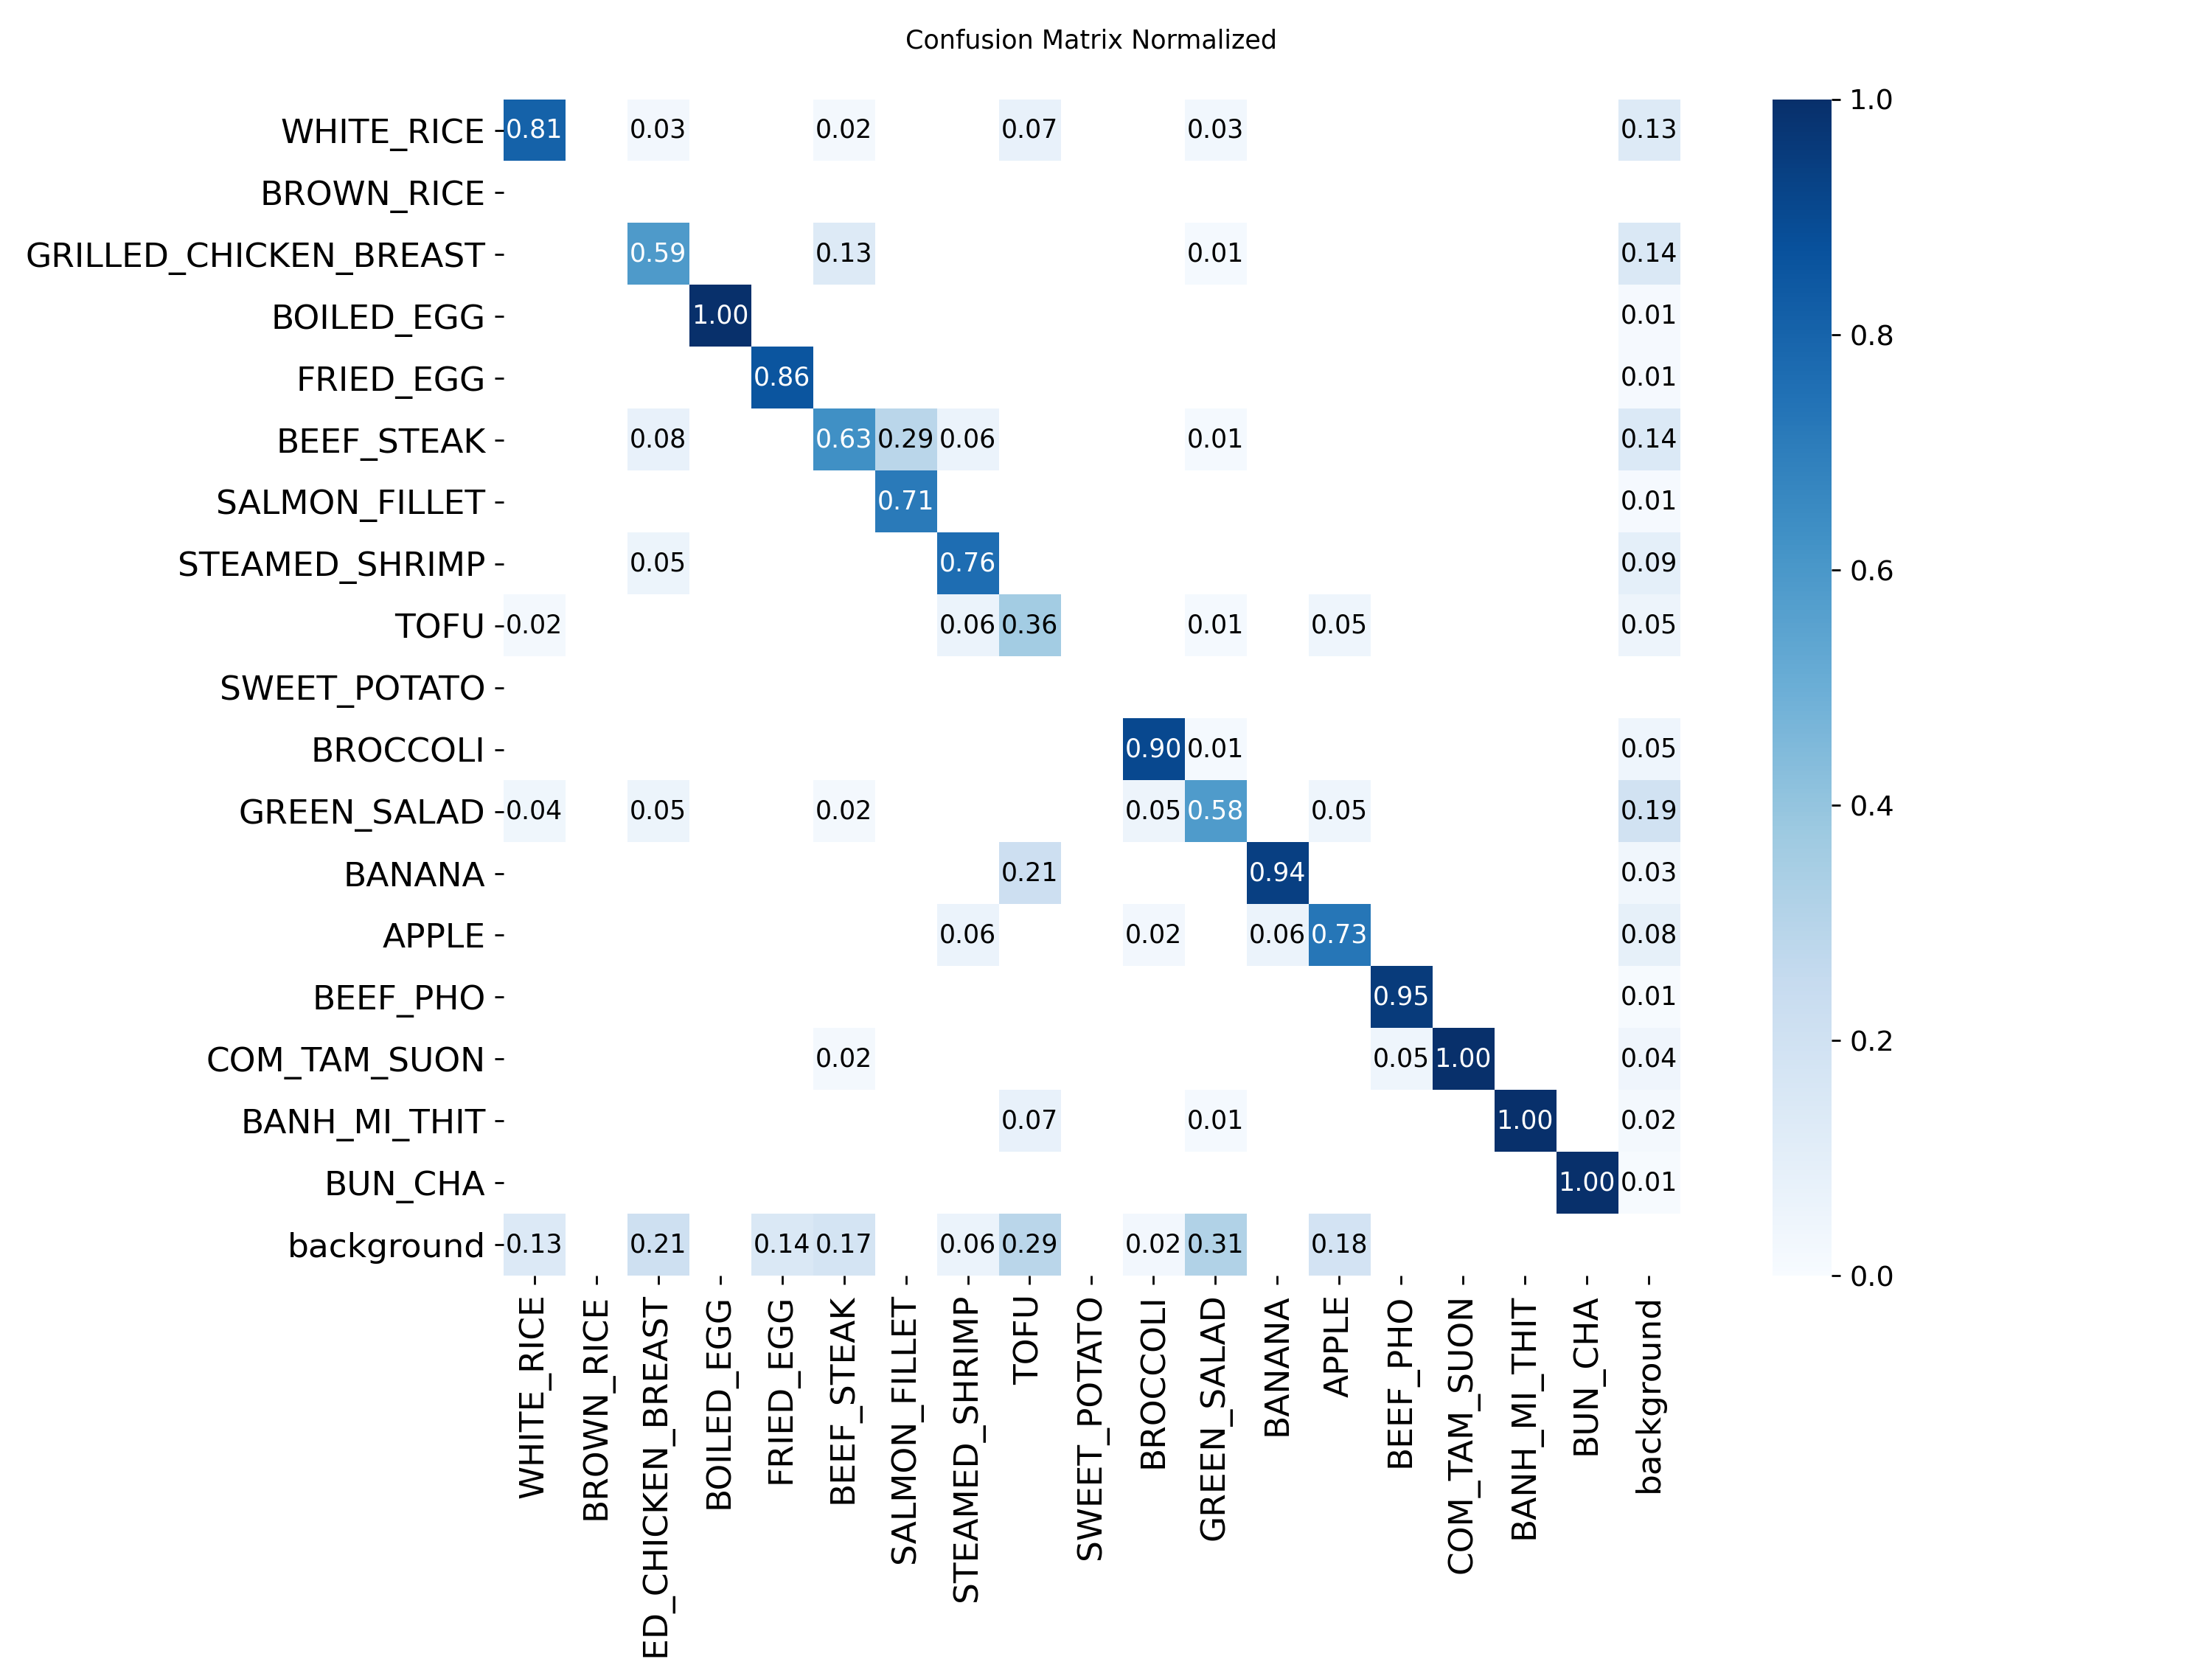 Confusion Matrix Normalized
WHITE_RICE 0.81 0.03 0.02 0.07 0.03 0.13
BROWN_RICE
GRILLED_CHICKEN_BREAST 0.59 0.13 0.01 0.14
BOILED_EGG 1.00 0.01
FRIED_EGG 0.86 0.01
BEEF_STEAK 0.08 0.63 0.29 0.06 0.01 0.14
SALMON_FILLET 0.71 0.01
STEAMED_SHRIMP 0.05 0.76 0.09
TOFU 0.02 0.06 0.36 0.01 0.05 0.05
SWEET_POTATO
BROCCOLI 0.90 0.01 0.05
GREEN_SALAD 0.04 0.05 0.02 0.05 0.58 0.05 0.19
BANANA 0.21 0.94 0.03
APPLE 0.06 0.02 0.06 0.73 0.08
BEEF_PHO 0.95 0.01
COM_TAM_SUON 0.02 0.05 1.00 0.04
BANH_MI_THIT 0.07 0.01 1.00 0.02
BUN_CHA 1.00 0.01
background 0.13 0.21 0.14 0.17 0.06 0.29 0.02 0.31 0.18
WHITE_RICE
BROWN_RICE
ED_CHICKEN_BREAST
BOILED_EGG
FRIED_EGG
BEEF_STEAK
SALMON_FILLET
STEAMED_SHRIMP
TOFU
SWEET_POTATO
BROCCOLI
GREEN_SALAD
BANANA
APPLE
BEEF_PHO
COM_TAM_SUON
BANH_MI_THIT
BUN_CHA
background
1.0
0.8
0.6
0.4
0.2
0.0